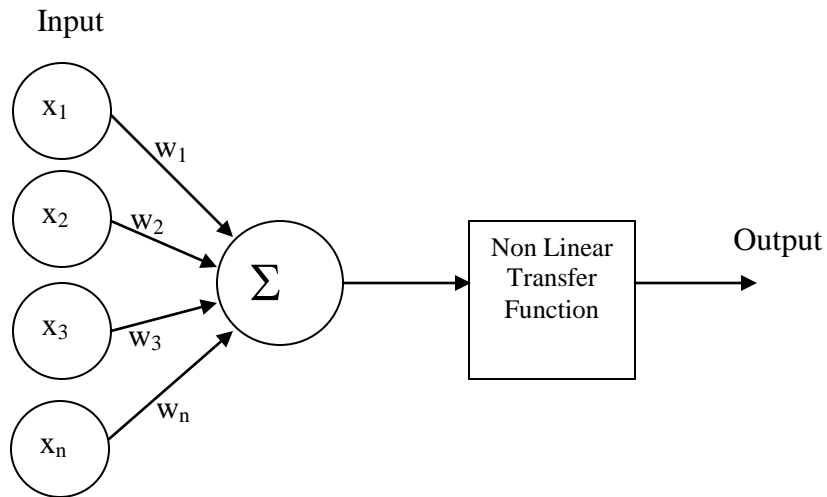 Input
x₁
w₁
x₂
w₂
x₃
w₃
xₙ
wₙ
Σ
Non Linear
Transfer
Function
Output